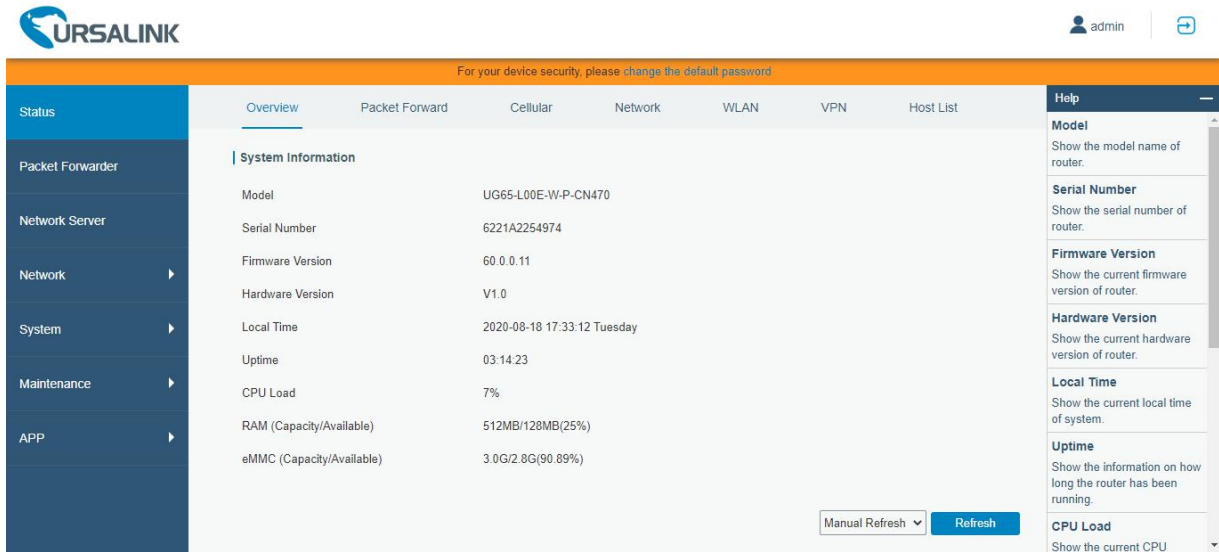 URSALINK
admin
For your device security, please change the default password
Status
Packet Forwarder
Network Server
Network
System
Maintenance
APP
Overview Packet Forward Cellular Network WLAN VPN Host List
System Information
Model UG65-L00E-W-P-CN470
Serial Number 6221A2254974
Firmware Version 60.0.0.11
Hardware Version V1.0
Local Time 2020-08-18 17:33:12 Tuesday
Uptime 03:14:23
CPU Load 7%
RAM (Capacity/Available) 512MB/128MB(25%)
eMMC (Capacity/Available) 3.0G/2.8G(90.89%)
Manual Refresh Refresh
Help
Model
Show the model name of
router.
Serial Number
Show the serial number of
router.
Firmware Version
Show the current firmware
version of router.
Hardware Version
Show the current hardware
version of router.
Local Time
Show the current local time
of system.
Uptime
Show the information on how
long the router has been
running.
CPU Load
Show the current CPU